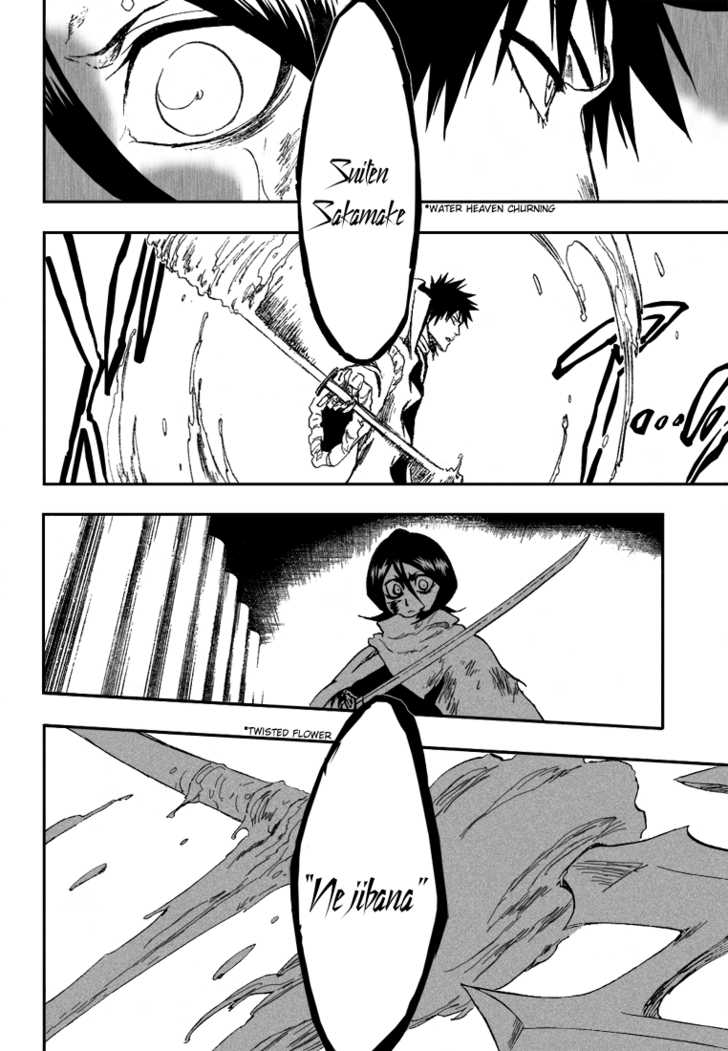 Suiten
Sakamake
*WATER HEAVEN CHURNING
*TWISTED FLOWER
"Nejibana"